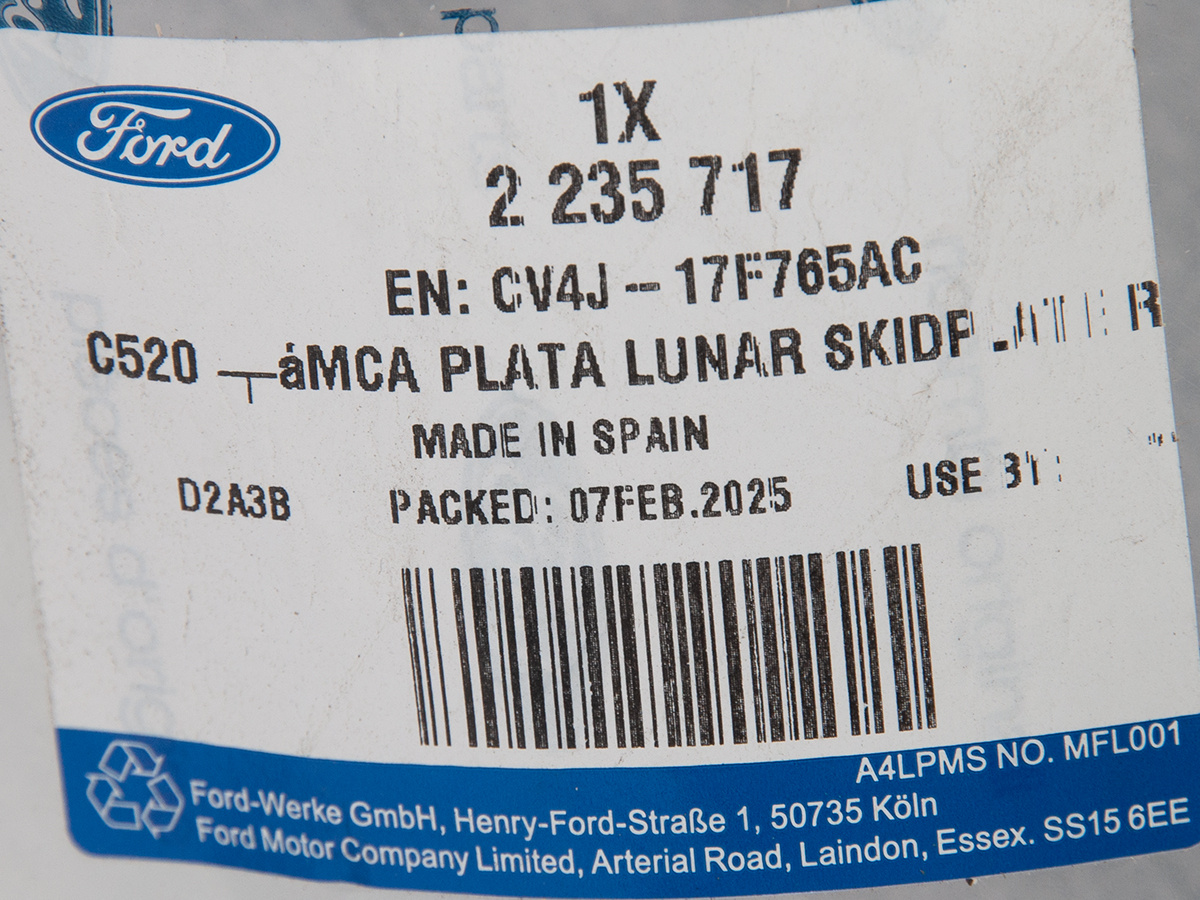 Ford
1X
2 235 717
EN: CV4J -- 17F765AC
C520 ┬áMCA PLATA LUNAR SKIDP
MADE IN SPAIN
D2A3B PACKED: 07FEB.2025 USE BY:
A4LPMS NO. MFL001
Ford-Werke GmbH, Henry-Ford-Straße 1, 50735 Köln
Ford Motor Company Limited, Arterial Road, Laindon, Essex. SS15 6EE